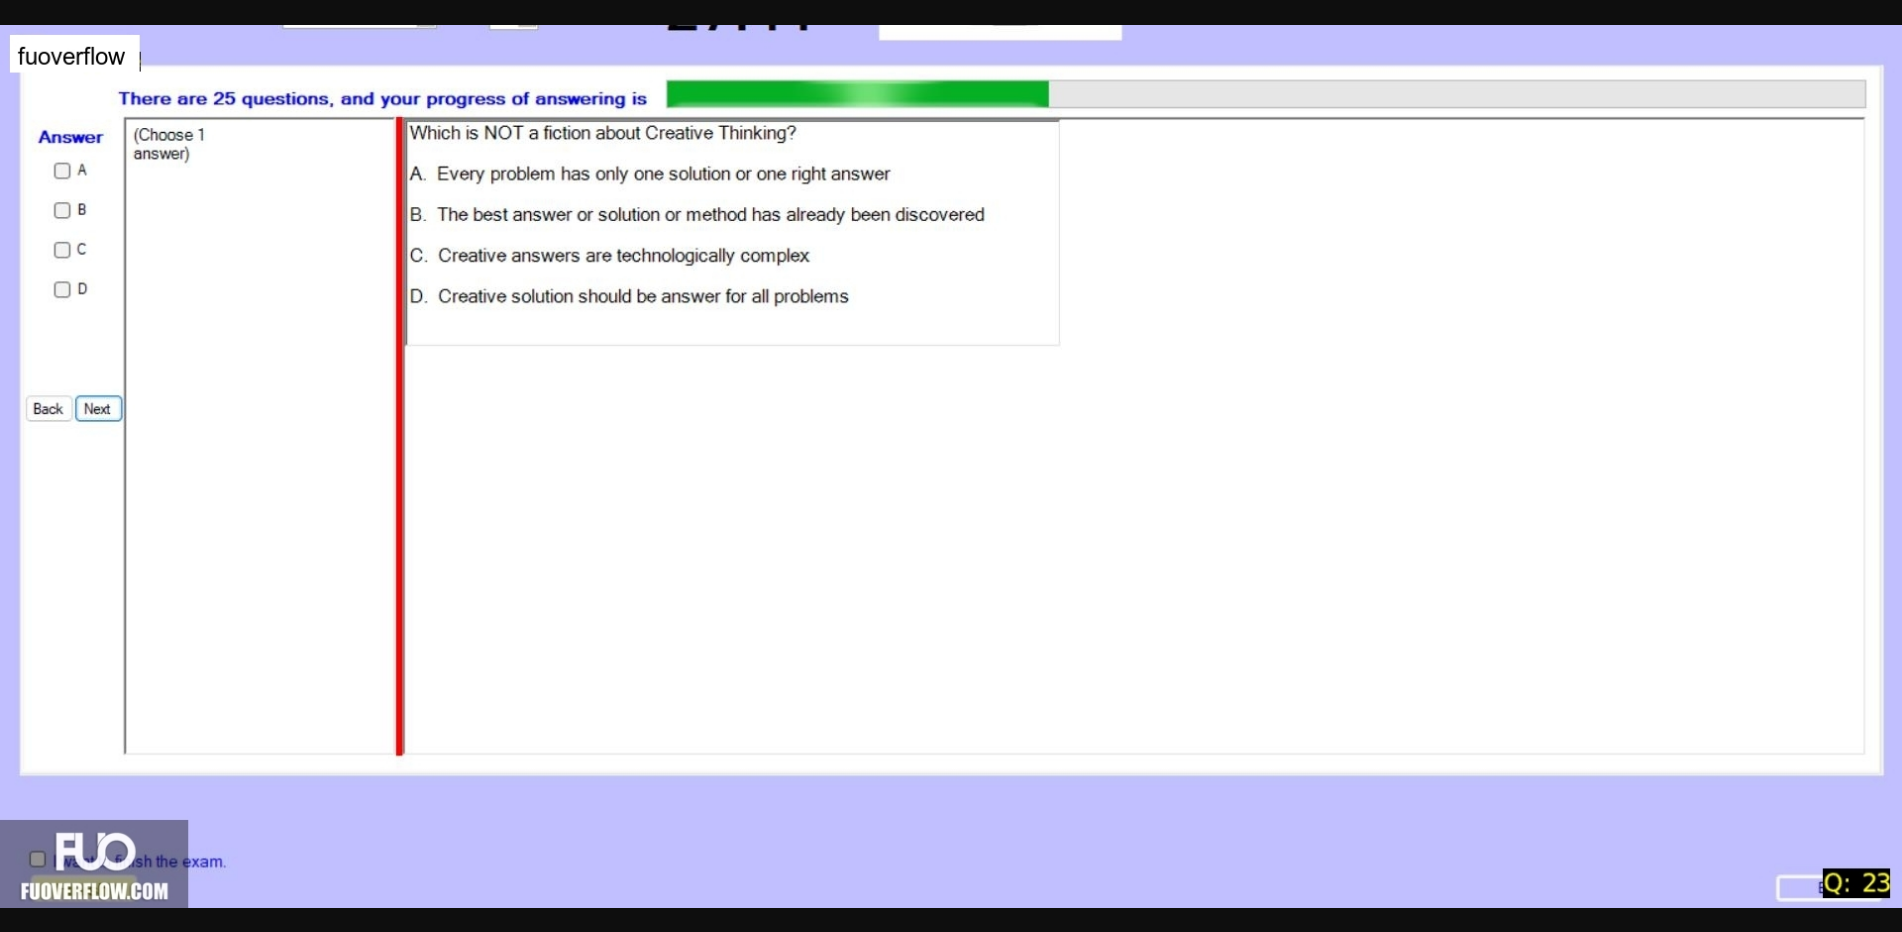 fuoverflow
There are 25 questions, and your progress of answering is
Answer
A
B
C
D
Back Next
(Choose 1
answer)
Which is NOT a fiction about Creative Thinking?
A. Every problem has only one solution or one right answer
B. The best answer or solution or method has already been discovered
C. Creative answers are technologically complex
D. Creative solution should be answer for all problems
the exam.
FUO
FUOVERFLOW.COM
Q: 23